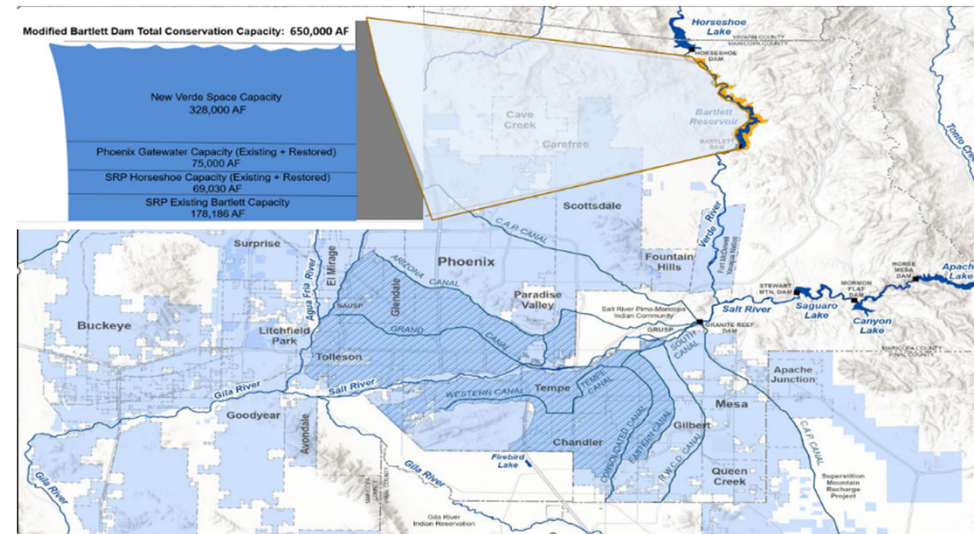 Modified Bartlett Dam Total Conservation Capacity: 650,000 AF
New Verde Space Capacity
328,000 AF
Phoenix Gatewater Capacity (Existing + Restored)
75,000 AF
SRP Horseshoe Capacity (Existing + Restored)
69,030 AF
SRP Existing Bartlett Capacity
178,186 AF
Horseshoe
Lake
YAVAPAI COUNTY
MARICOPA COUNTY
HORSESHOE
DAM
Cave
Creek
Carefree
Bartlett
Reservoir
BARTLETT
DAM
Tonto Creek
Scottsdale
C.A.P. CANAL
Verde River
Fort McDowell
Yavapai Nation
Surprise
El Mirage
Agua Fria River
ARIZONA
CANAL
Glendale
Phoenix
Fountain
Hills
HORSE
MESA
DAM
Apach
Lake
Paradise
Valley
STEWART
MTN. DAM
MORMON
FLAT
DAM
Buckeye
NAUSP
Salt River Pima-Maricopa
Indian Community
Salt River
Saguaro
Lake
Canyon
Lake
Litchfield
Park
GRAND
CANAL
GRUSP
GRANITE REEF
DAM
SOUTH
CANAL
MARICOPA COUNTY
PINAL COUNTY
Tolleson
Gila River
Salt River
WESTERN CANAL
Tempe
TEMPE
CANAL
Apache
Junction
Goodyear
Avondale
Mesa
Gilbert
Chandler
CONSOLIDATED CANAL
EASTERN CANAL
R.W.C.D. CANAL
C.A.P. CANAL
Firebird
Lake
Gila River
Gila River
Queen
Creek
Superstition
Mountain
Recharge
Project
Gila River
Indian Reservation